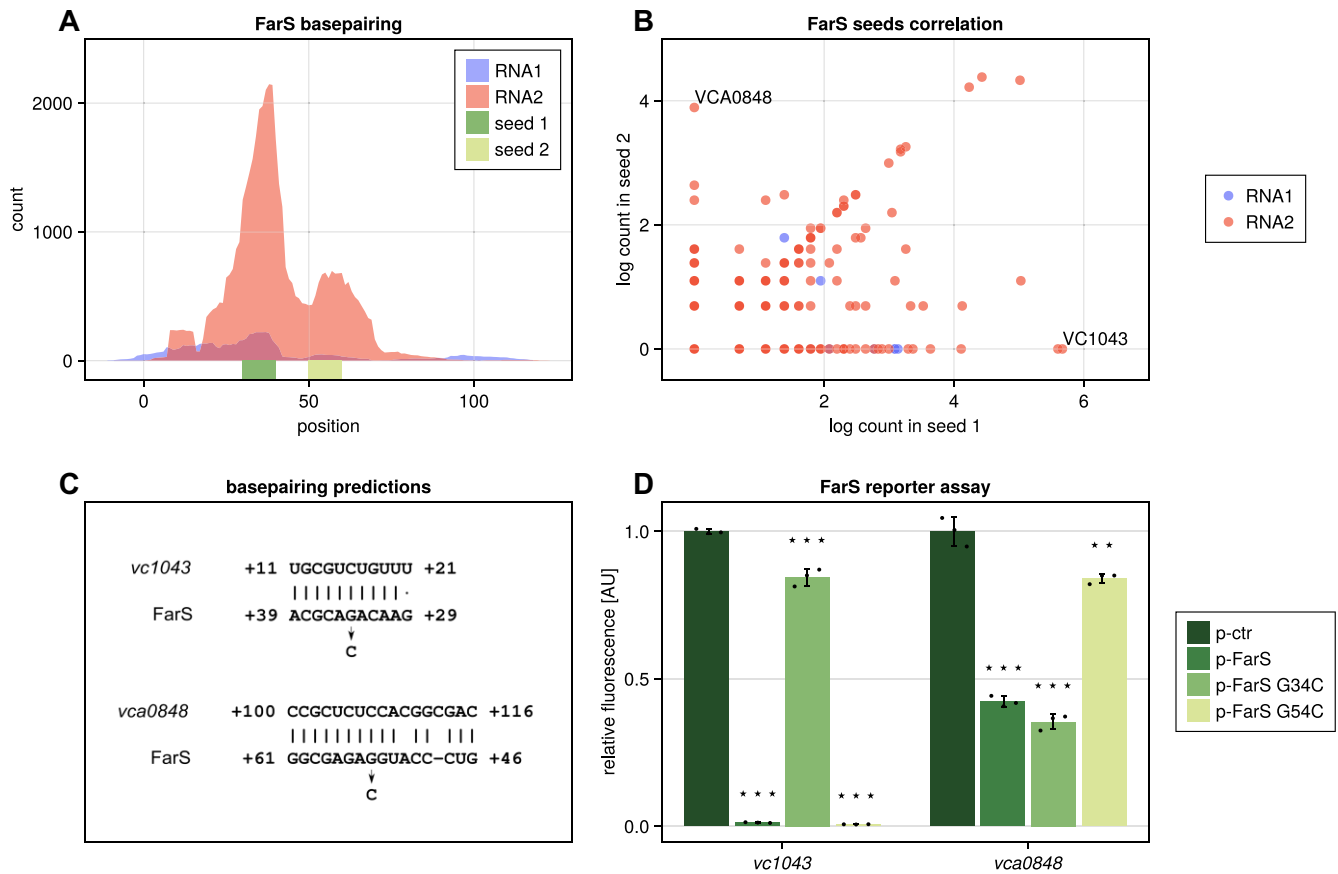 A
FarS basepairing
RNA1
RNA2
seed 1
seed 2
count
2000
1000
0
0
50
100
position
B
FarS seeds correlation
VCA0848
VC1043
log count in seed 2
4
2
0
2
4
6
log count in seed 1
RNA1
RNA2
C
basepairing predictions
vc1043 +11 UGCGUCUGUUU +21
FarS +39 ACGCAGACAAG +29
C
vca0848 +100 CCGCUCUCCACGGCGAC +116
FarS +61 GGCGAGAGGUACC-CUG +46
C
D
FarS reporter assay
relative fluorescence [AU]
1.0
0.5
0.0
★ ★ ★
★ ★ ★
★ ★ ★
★ ★ ★
★ ★ ★
★ ★
vc1043
vca0848
p-ctr
p-FarS
p-FarS G34C
p-FarS G54C